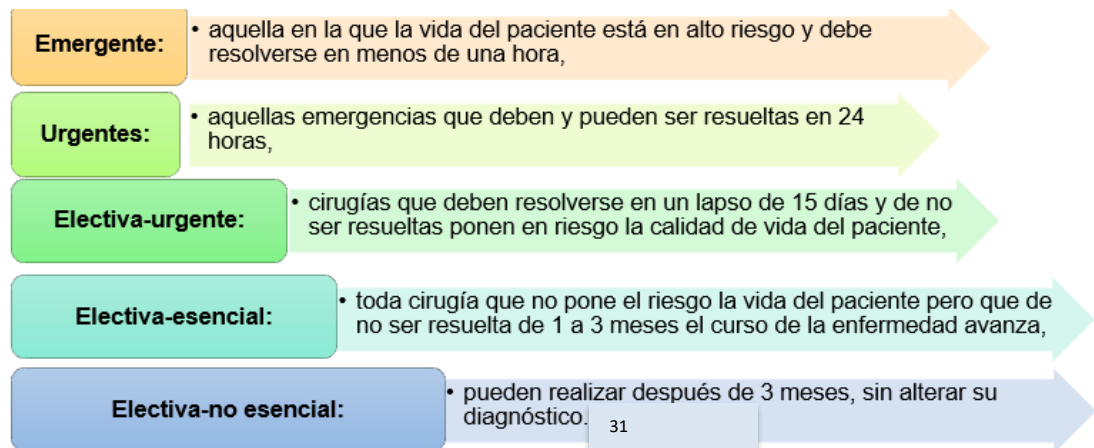 Emergente:
• aquella en la que la vida del paciente está en alto riesgo y debe
resolverse en menos de una hora,
Urgentes:
• aquellas emergencias que deben y pueden ser resueltas en 24
horas,
Electiva-urgente:
• cirugías que deben resolverse en un lapso de 15 días y de no
ser resueltas ponen en riesgo la calidad de vida del paciente,
Electiva-esencial:
• toda cirugía que no pone el riesgo la vida del paciente pero que de
no ser resuelta de 1 a 3 meses el curso de la enfermedad avanza,
Electiva-no esencial:
• pueden realizar después de 3 meses, sin alterar su
diagnóstico.
31